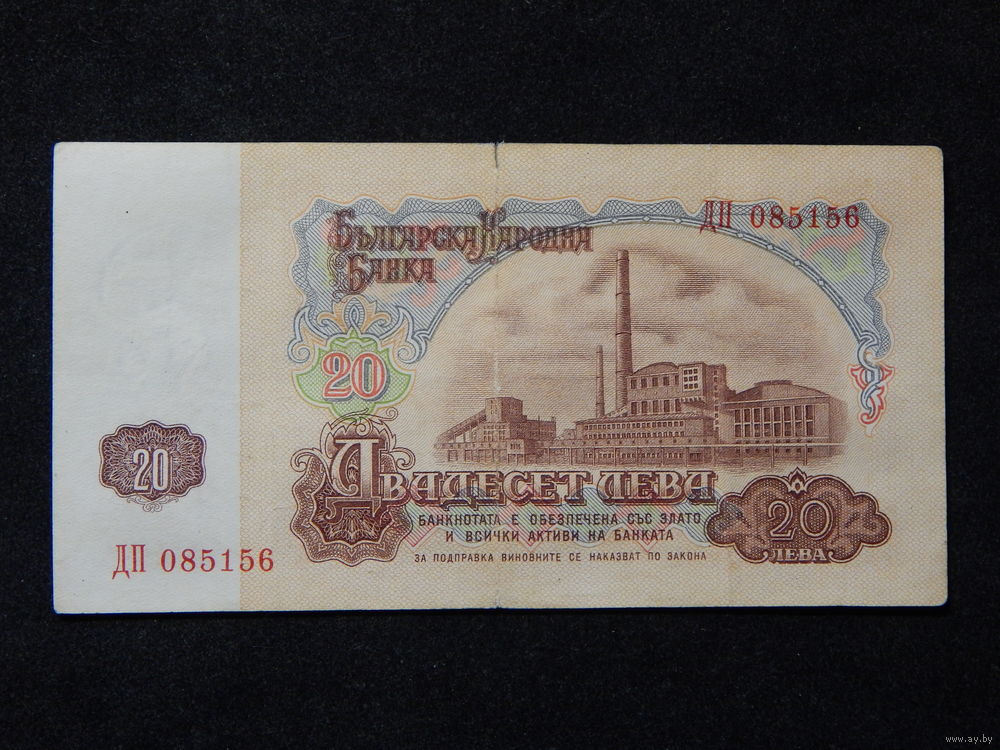 Българска Народна
Банка
ДП 085156
20
Двадесет лева
20
БАНКНОТАТА Е ОБЕЗПЕЧЕНА СЪС ЗЛАТО
И ВСИЧКИ АКТИВИ НА БАНКАТА
20
ЛЕВА
ЗА ПОДПРАВКА ВИНОВНИТЕ СЕ НАКАЗВАТ ПО ЗАКОНА
ДП 085156
www.ay.by